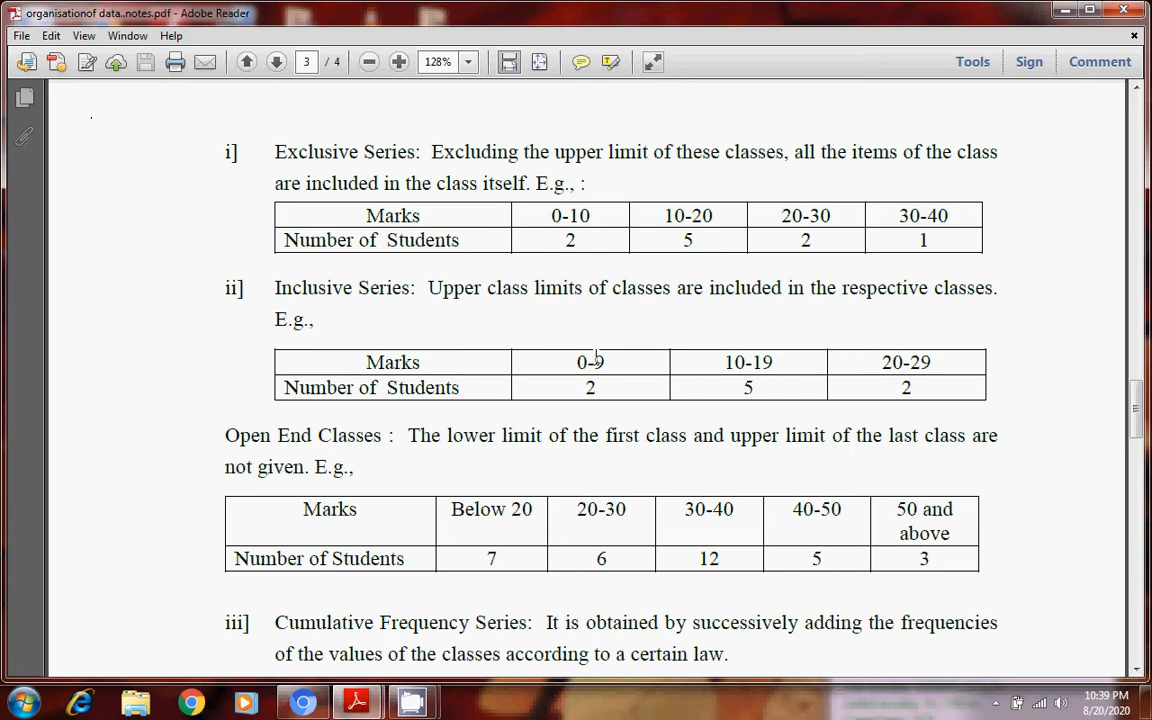 organisationof data..notes.pdf - Adobe Reader
File Edit View Window Help
3 / 4 128% Tools Sign Comment
i] Exclusive Series: Excluding the upper limit of these classes, all the items of the class
are included in the class itself. E.g., :
Marks 0-10 10-20 20-30 30-40
Number of Students 2 5 2 1
ii] Inclusive Series: Upper class limits of classes are included in the respective classes.
E.g.,
Marks 0-9 10-19 20-29
Number of Students 2 5 2
Open End Classes : The lower limit of the first class and upper limit of the last class are
not given. E.g.,
Marks Below 20 20-30 30-40 40-50 50 and
above
Number of Students 7 6 12 5 3
iii] Cumulative Frequency Series: It is obtained by successively adding the frequencies
of the values of the classes according to a certain law.
10:39 PM
8/20/2020